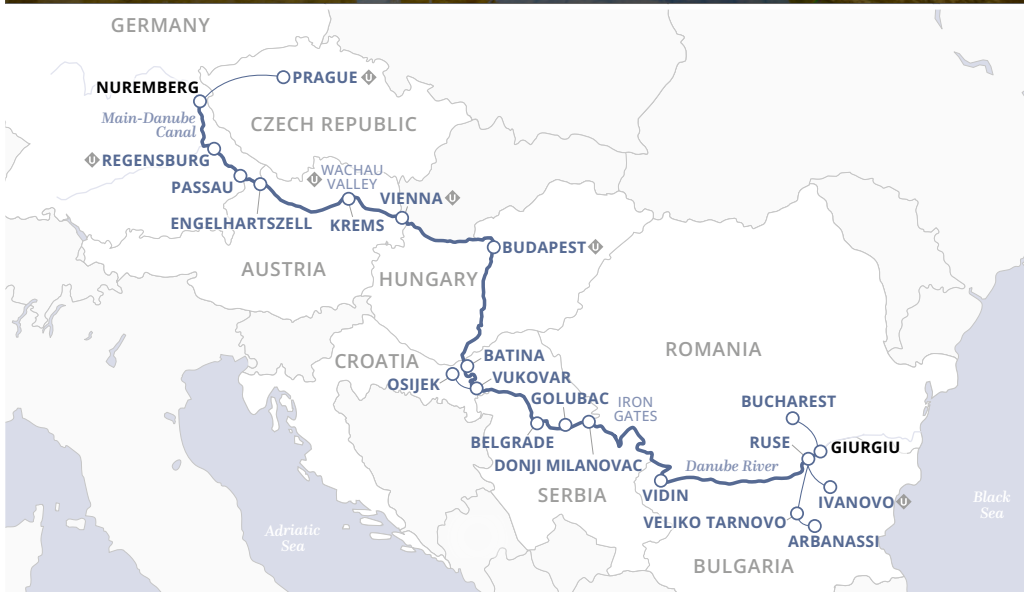 GERMANY
PRAGUE U
NUREMBERG
Main-Danube
Canal
CZECH REPUBLIC
U REGENSBURG
WACHAU
VALLEY
U
PASSAU
VIENNA U
ENGELHARTSZELL
KREMS
BUDAPEST U
AUSTRIA
HUNGARY
ROMANIA
BATINA
CROATIA
VUKOVAR
OSIJEK
GOLUBAC
IRON
GATES
BUCHAREST
BELGRADE
RUSE
GIURGIU
DONJI MILANOVAC
Danube River
SERBIA
VIDIN
IVANOVO U
Black
Sea
VELIKO TARNOVO
Adriatic
Sea
ARBANASSI
BULGARIA